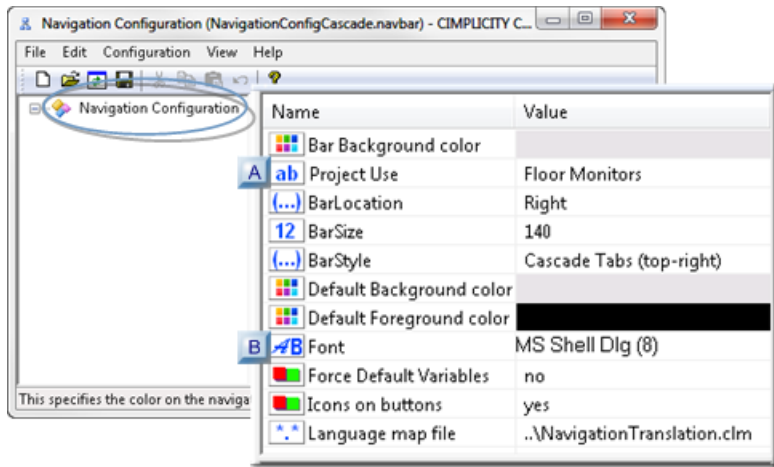 Navigation Configuration (NavigationConfigCascade.navbar) - CIMPLICITY C...
File Edit Configuration View Help
Navigation Configuration
Name Value
Bar Background color
A ab Project Use Floor Monitors
(...) BarLocation Right
12 BarSize 140
(...) BarStyle Cascade Tabs (top-right)
Default Background color
Default Foreground color
B AB Font MS Shell Dlg (8)
Force Default Variables no
Icons on buttons yes
*.* Language map file ..\NavigationTranslation.clm
This specifies the color on the naviga